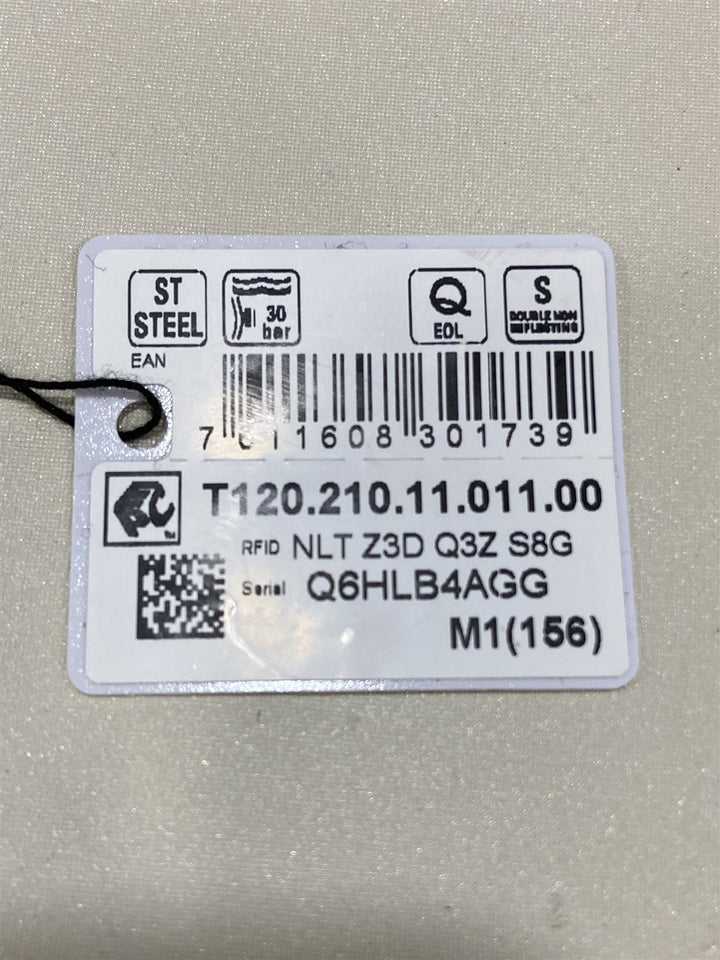 ST
STEEL
30
bar
Q
EOL
S
DOUBLE NON
REFLECTING
EAN
7 611608 301739
T120.210.11.011.00
RFID NLT Z3D Q3Z S8G
Serial Q6HLB4AGG
M1(156)